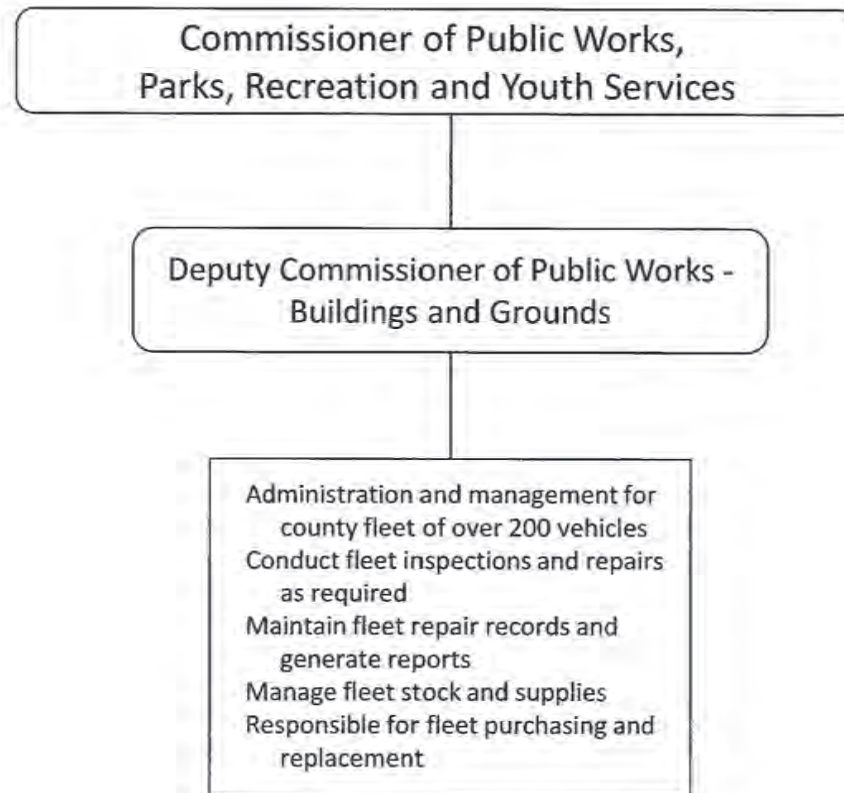 Commissioner of Public Works,
Parks, Recreation and Youth Services
Deputy Commissioner of Public Works -
Buildings and Grounds
Administration and management for
county fleet of over 200 vehicles
Conduct fleet inspections and repairs
as required
Maintain fleet repair records and
generate reports
Manage fleet stock and supplies
Responsible for fleet purchasing and
replacement